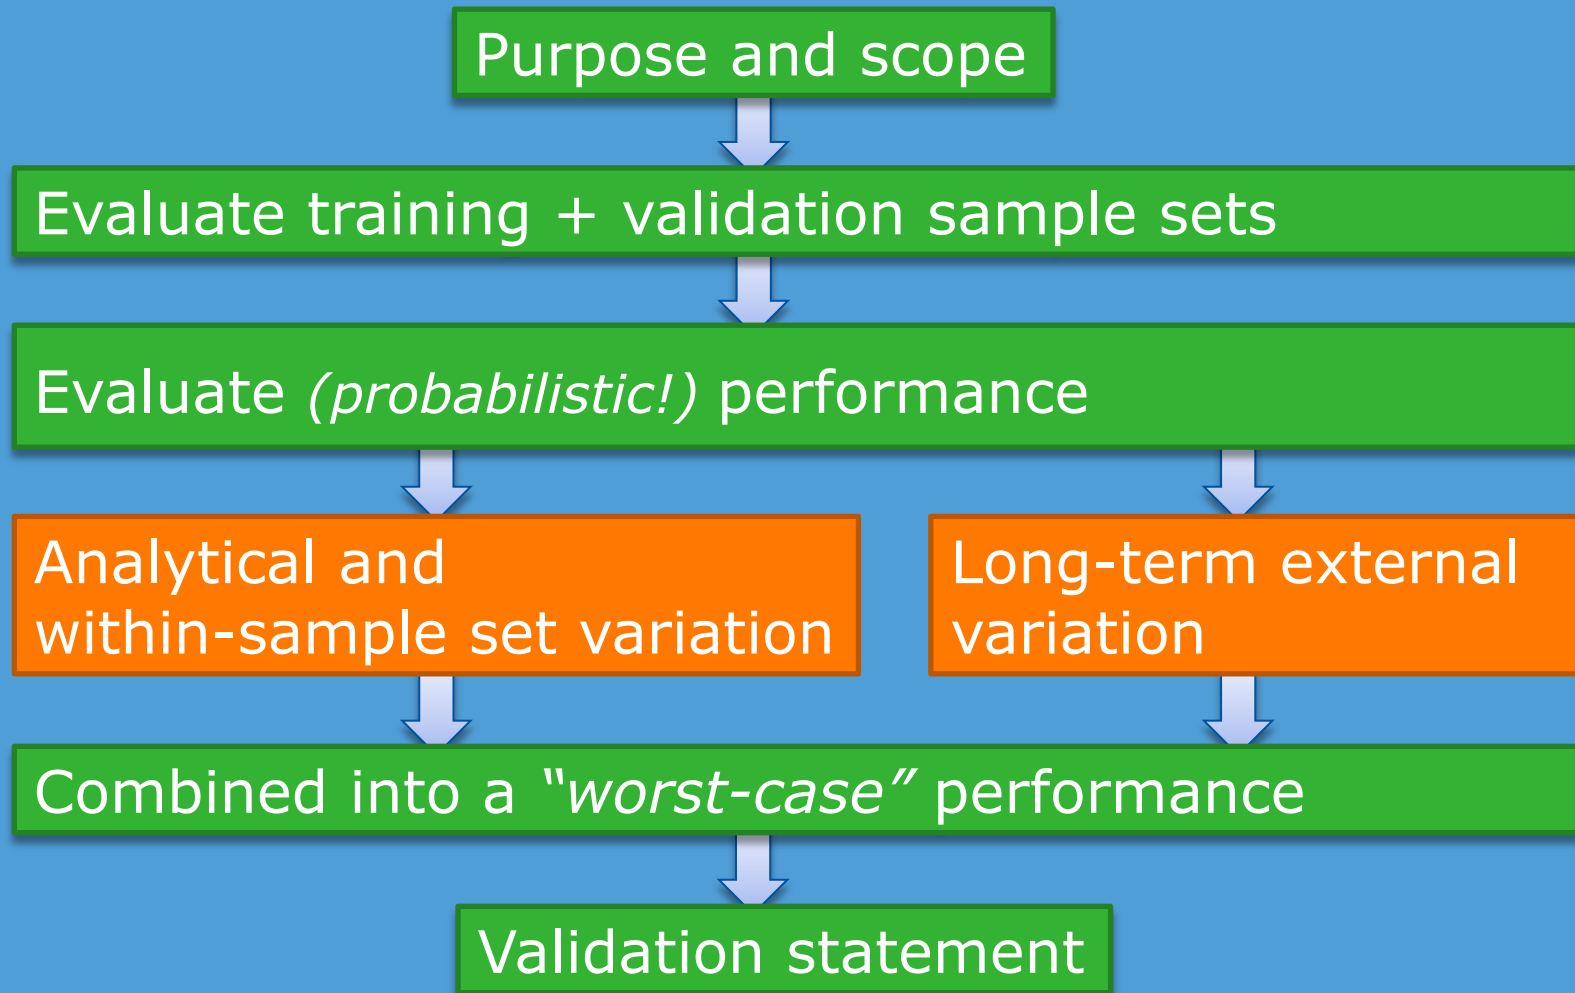 Purpose and scope
Evaluate training + validation sample sets
Evaluate (probabilistic!) performance
Analytical and
within-sample set variation
Long-term external
variation
Combined into a “worst-case” performance
Validation statement